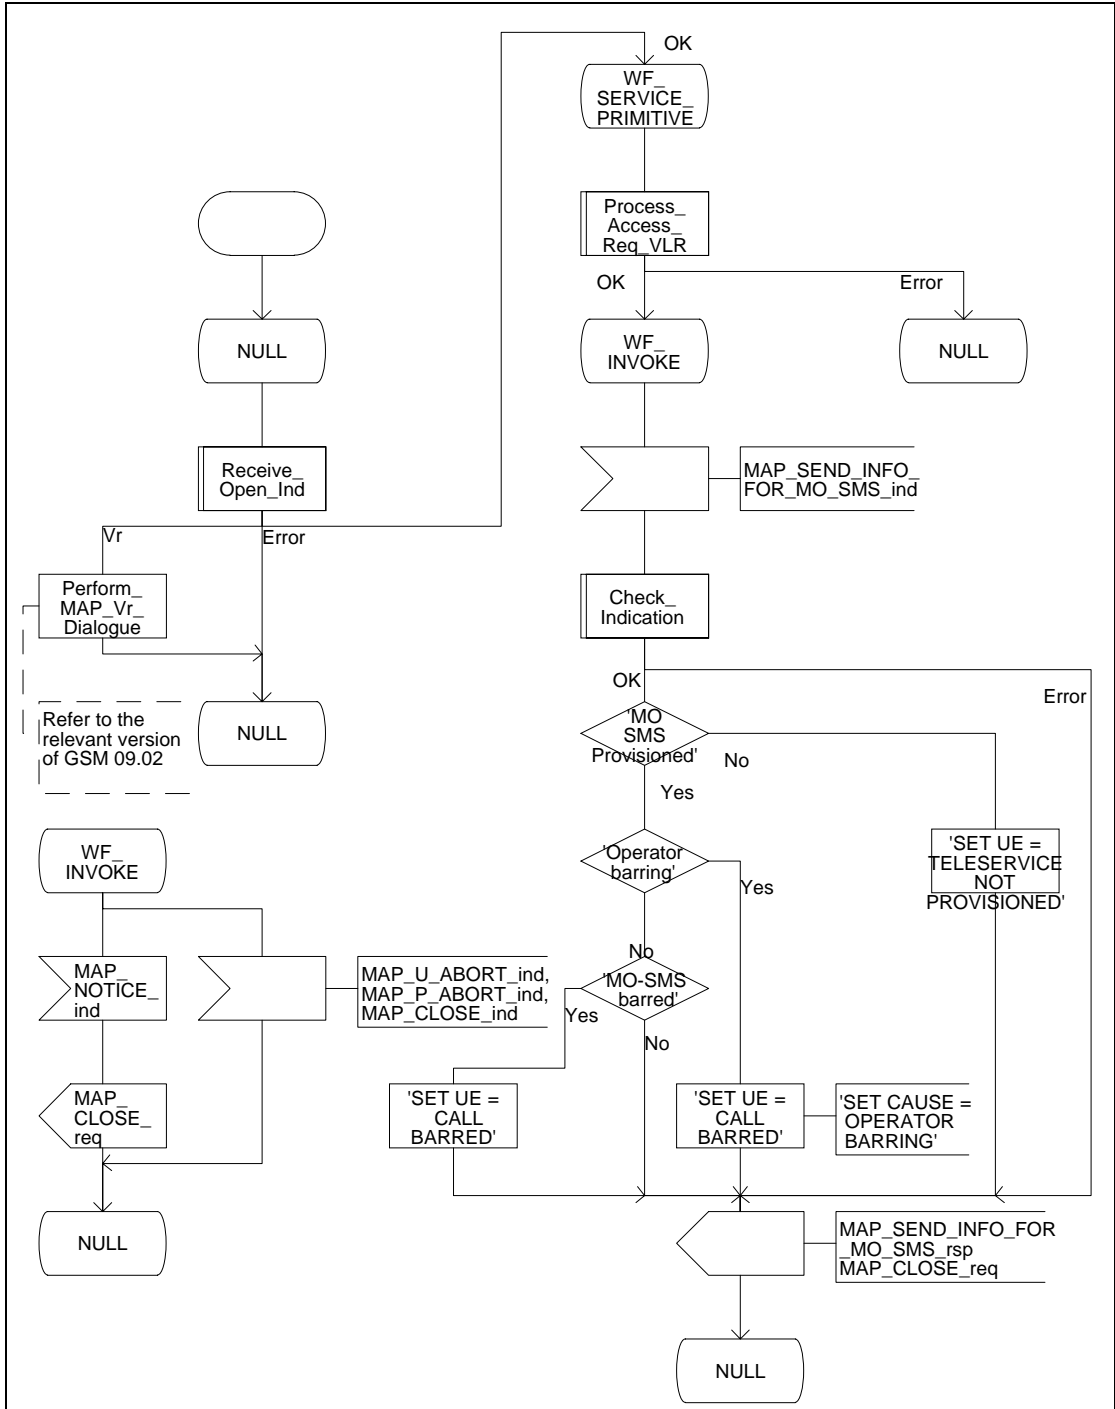 OK
WF_
SERVICE_
PRIMITIVE
Process_
Access_
Req_VLR
OK
Error
NULL
WF_
INVOKE
NULL
Receive_
Open_Ind
MAP_SEND_INFO_
FOR_MO_SMS_ind
Vr
Error
Perform_
MAP_Vr_
Dialogue
Check_
Indication
OK
Error
Refer to the
relevant version
of GSM 09.02
NULL
'MO
SMS
Provisioned'
No
Yes
WF_
INVOKE
'Operator
barring'
Yes
'SET UE =
TELESERVICE
NOT
PROVISIONED'
No
MAP_
NOTICE_
ind
MAP_U_ABORT_ind,
MAP_P_ABORT_ind,
MAP_CLOSE_ind
'MO-SMS
barred'
Yes
No
MAP_
CLOSE_
req
'SET UE =
CALL
BARRED'
'SET UE =
CALL
BARRED'
'SET CAUSE =
OPERATOR
BARRING'
NULL
MAP_SEND_INFO_FOR
_MO_SMS_rsp
MAP_CLOSE_req
NULL